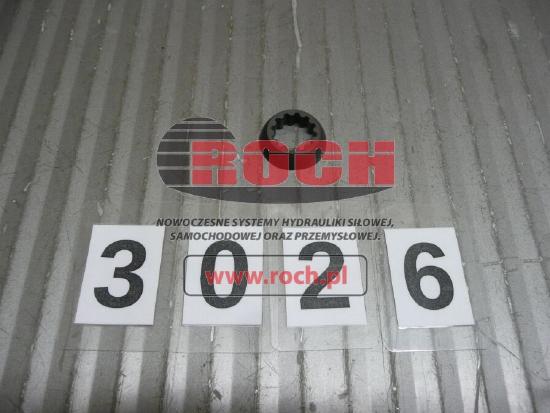 ROCH
NOWOCZESNE SYSTEMY HYDRAULIKI SIŁOWEJ,
SAMOCHODOWEJ ORAZ PRZEMYSŁOWEJ.
www.roch.pl
3 0 2 6